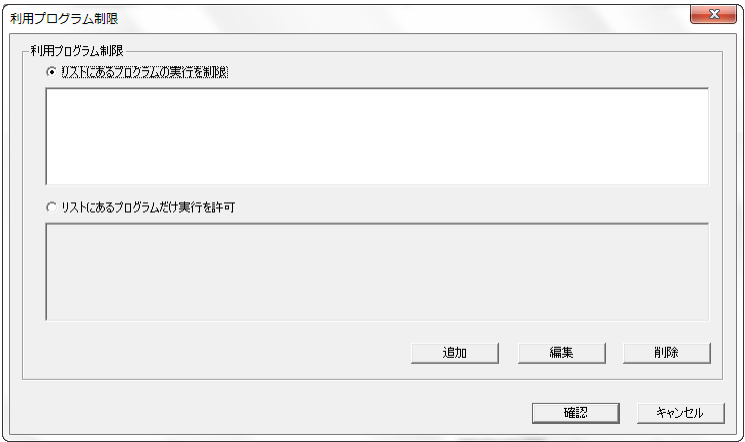 利用プログラム制限
利用プログラム制限
リストにあるプログラムの実行を制限
リストにあるプログラムだけ実行を許可
追加
編集
削除
確認
キャンセル